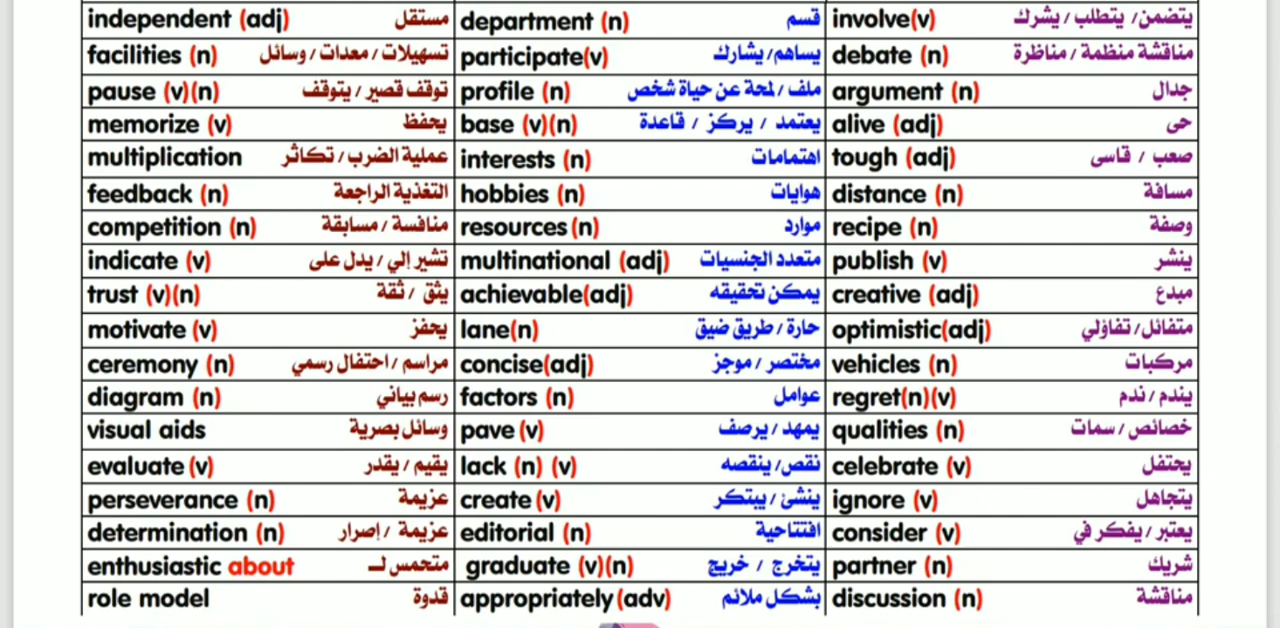 independent (adj) مستقل department (n) قسم involve(v) يتضمن/ يتطلب / يشرك
facilities (n) تسهيلات / معدات / وسائل participate(v) يساهم/ يشارك debate (n) مناقشة منظمة / مناظرة
pause (v)(n) توقف قصير / يتوقف profile (n) ملف / لمحة عن حياة شخص argument (n) جدال
memorize (v) يحفظ base (v)(n) يعتمد / يركز / قاعدة alive (adj) حى
multiplication عملية الضرب / تكاثر interests (n) اهتمامات tough (adj) صعب / قاسى
feedback (n) التغذية الراجعة hobbies (n) هوايات distance (n) مسافة
competition (n) منافسة / مسابقة resources (n) موارد recipe (n) وصفة
indicate (v) تشير إلي / يدل على multinational (adj) متعدد الجنسيات publish (v) ينشر
trust (v)(n) يثق / ثقة achievable(adj) يمكن تحقيقه creative (adj) مبدع
motivate (v) يحفز lane(n) حارة / طريق ضيق optimistic(adj) متفائل/ تفاؤلي
ceremony (n) مراسم / احتفال رسمي concise(adj) مختصر / موجز vehicles (n) مركبات
diagram (n) رسم بياني factors (n) عوامل regret(n)(v) يندم / ندم
visual aids وسائل بصرية pave (v) يمهد / يرصف qualities (n) خصائص / سمات
evaluate (v) يقيم / يقدر lack (n) (v) نقص /ينقصه celebrate (v) يحتفل
perseverance (n) عزيمة create (v) ينشئ / يبتكر ignore (v) يتجاهل
determination (n) عزيمة / إصرار editorial (n) افتتاحية consider (v) يعتبر / يفكر في
enthusiastic about متحمس لـ graduate (v)(n) يتخرج / خريج partner (n) شريك
role model قدوة appropriately (adv) بشكل ملائم discussion (n) مناقشة